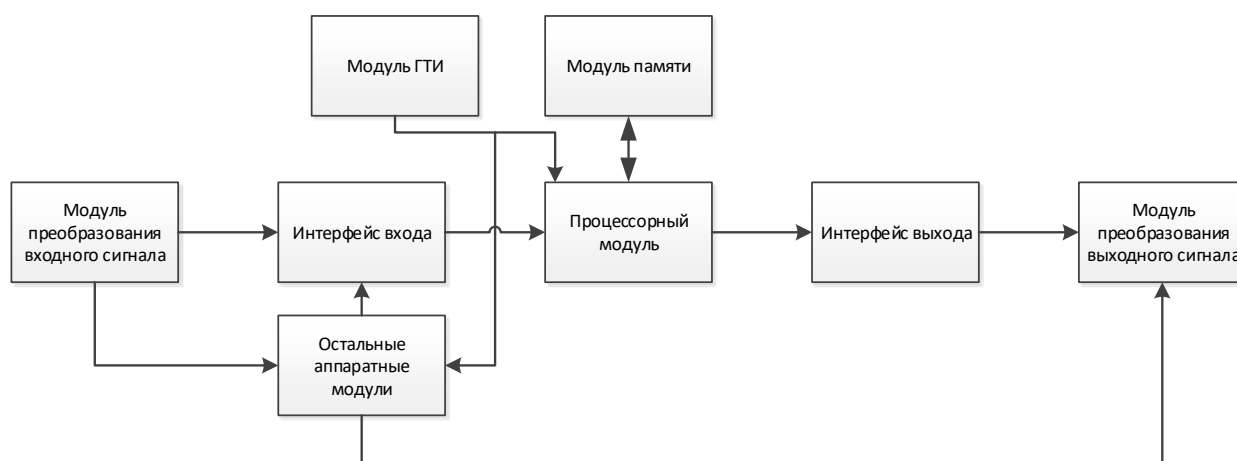 Модуль ГТИ
Модуль памяти
Модуль
преобразования
входного сигнала
Интерфейс входа
Процессорный
модуль
Интерфейс выхода
Модуль
преобразования
выходного сигнала
Остальные
аппаратные
модули